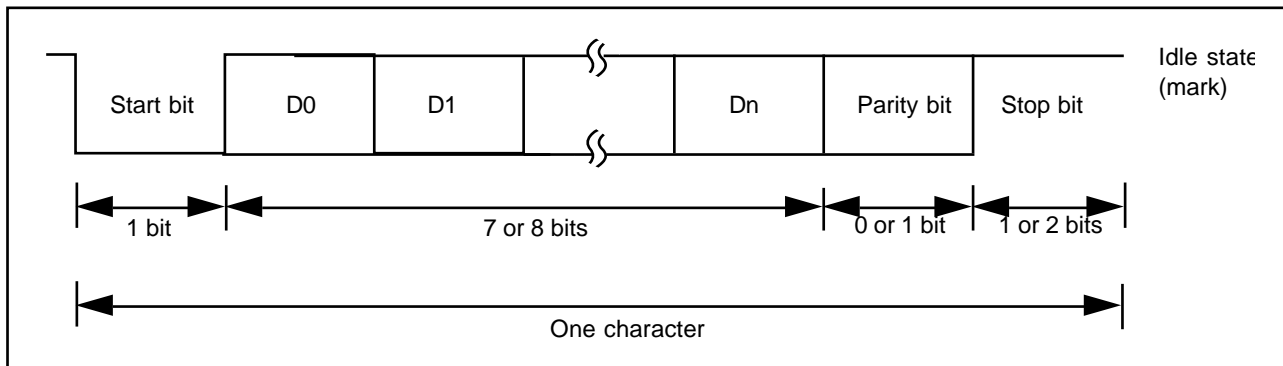 Idle state
(mark)
Start bit D0 D1 Dn Parity bit Stop bit
1 bit 7 or 8 bits 0 or 1 bit 1 or 2 bits
One character